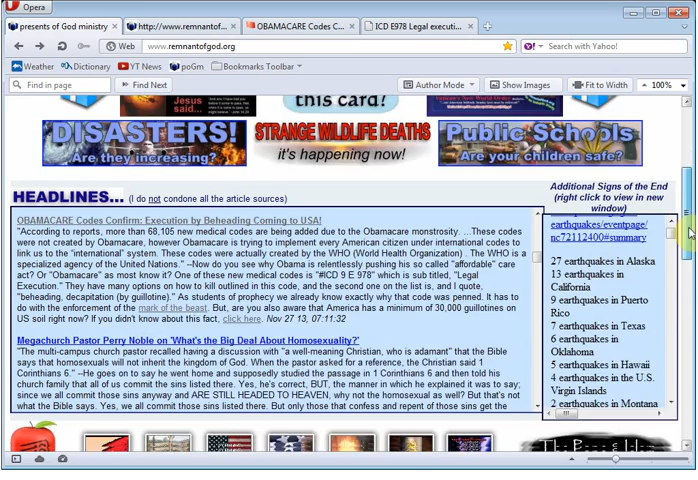 Opera
presents of God ministry
http://www.remnantof...
OBAMACARE Codes C...
ICD E978 Legal executi...
Web
www.remnantofgod.org
Search with Yahoo!
Weather Dictionary YT News poGm Bookmarks Toolbar
Find in page
Find Next
Author Mode
Show Images
Fit to Width
100%
Jesus
said...
this card?
DISASTERS!
Are they increasing?
STRANGE WILDLIFE DEATHS
it's happening now!
Public Schools
Are your children safe?
HEADLINES... (I do not condone all the article sources)
Additional Signs of the End
(right click to view in new
window)
OBAMACARE Codes Confirm: Execution by Beheading Coming to USA!
"According to reports, more than 68,105 new medical codes are being added due to the Obamacare monstrosity. ...These codes
were not created by Obamacare, however Obamacare is trying to implement every American citizen under international codes to
link us to the "international" system. These codes were actually created by the WHO (World Health Organization) . The WHO is a
specialized agency of the United Nations." --Now do you see why Obama is relentlessly pushing his so called "affordable" care
act? Or "Obamacare" as most know it? One of these new medical codes is "#ICD 9 E 978" which is sub titled, "Legal
Execution." They have many options on how to kill outlined in this code, and the second one on the list is, and I quote,
"beheading, decapitation (by guillotine)." As students of prophecy we already know exactly why that code was penned. It has to
do with the enforcement of the mark of the beast. But, are you also aware that America has a minimum of 30,000 guillotines on
US soil right now? If you didn't know about this fact, click here. Nov 27 13, 07:11:32
Megachurch Pastor Perry Noble on 'What's the Big Deal About Homosexuality?'
"The multi-campus church pastor recalled having a discussion with "a well-meaning Christian, who is adamant" that the Bible
says that homosexuals will not inherit the kingdom of God. When the pastor asked for a reference, the Christian said 1
Corinthians 6." --He goes on to say he went home and supposedly studied the passage in 1 Corinthians 6 and then told his
church family that all of us commit the sins listed there. Yes, he's correct, BUT, the manner in which he explained it was to say;
since we all commit those sins anyway and ARE STILL HEADED TO HEAVEN, why not the homosexual as well? But that's not
what the Bible says. Yes, we all commit those sins listed there. But only those that confess and repent of those sins get the
earthquakes/eventpage/
nc72112400#summary
27 earthquakes in Alaska
13 earthquakes in
California
9 earthquakes in Puerto
Rico
7 earthquakes in Texas
6 earthquakes in
Oklahoma
5 earthquakes in Hawaii
4 earthquakes in the U.S.
Virgin Islands
2 earthquakes in Montana